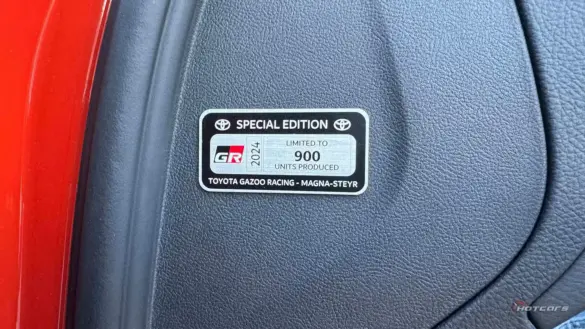 SPECIAL EDITION
GR
2024
LIMITED TO
900
UNITS PRODUCED
TOYOTA GAZOO RACING - MAGNA-STEYR
HOTCARS